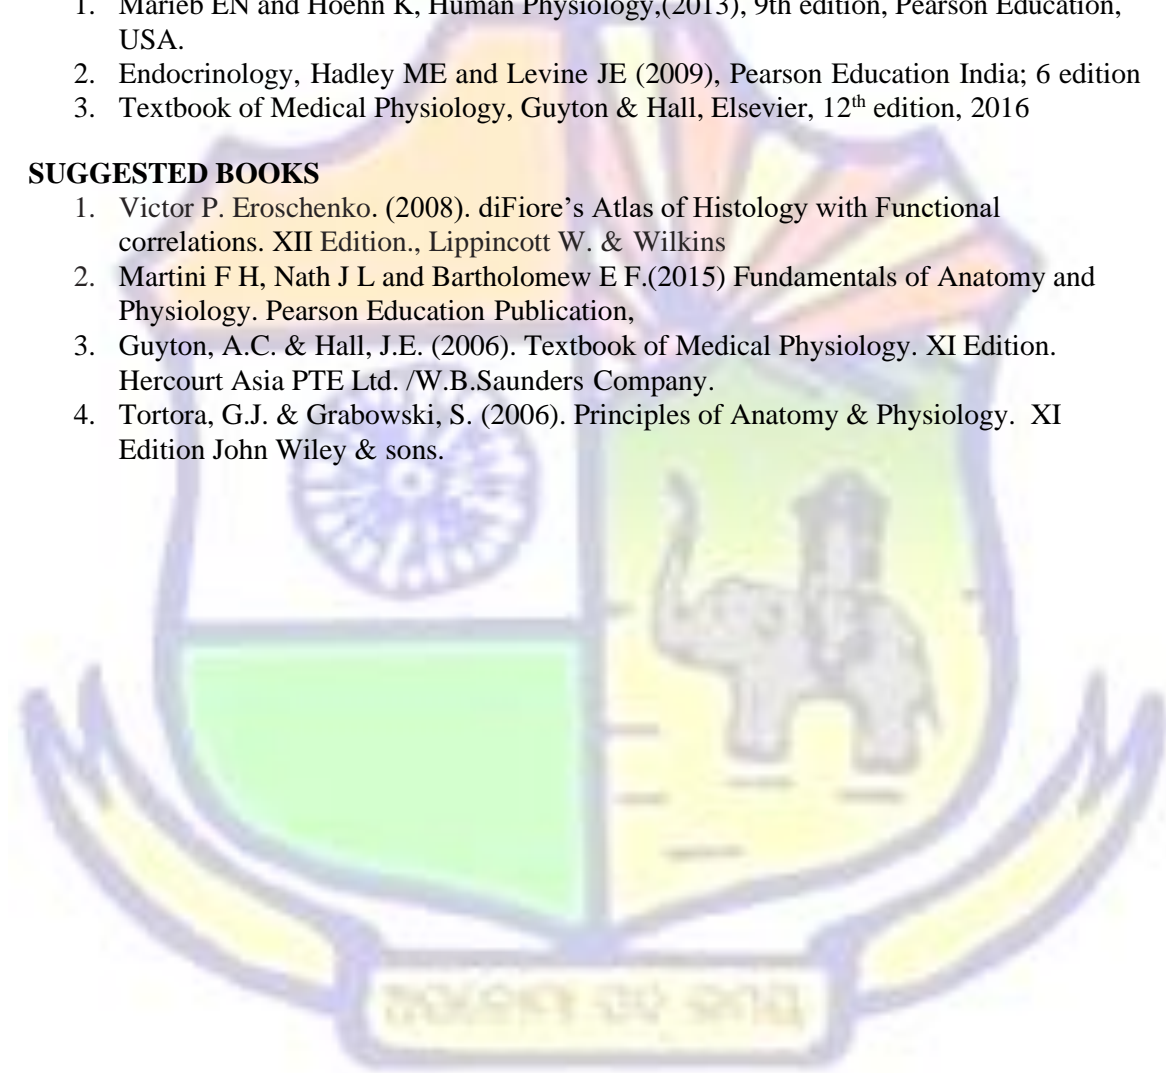 1. Marieb EN and Hoehn K, Human Physiology,(2013), 9th edition, Pearson Education,
USA.
2. Endocrinology, Hadley ME and Levine JE (2009), Pearson Education India; 6 edition
3. Textbook of Medical Physiology, Guyton & Hall, Elsevier, 12th edition, 2016
SUGGESTED BOOKS
1. Victor P. Eroschenko. (2008). diFiore’s Atlas of Histology with Functional
correlations. XII Edition., Lippincott W. & Wilkins
2. Martini F H, Nath J L and Bartholomew E F.(2015) Fundamentals of Anatomy and
Physiology. Pearson Education Publication,
3. Guyton, A.C. & Hall, J.E. (2006). Textbook of Medical Physiology. XI Edition.
Hercourt Asia PTE Ltd. /W.B.Saunders Company.
4. Tortora, G.J. & Grabowski, S. (2006). Principles of Anatomy & Physiology. XI
Edition John Wiley & sons.